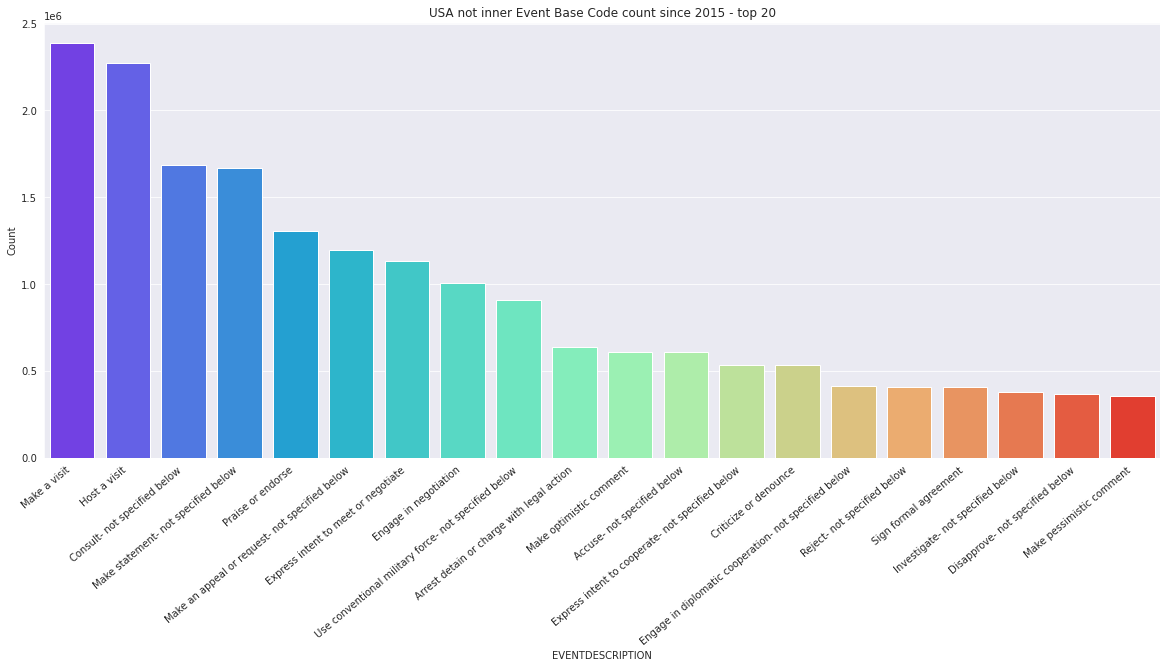 USA not inner Event Base Code count since 2015 - top 20
1e6
2.5
2.0
1.5
1.0
0.5
0.0
Count
Make a visit
Host a visit
Consult- not specified below
Make statement- not specified below
Praise or endorse
Make an appeal or request- not specified below
Express intent to meet or negotiate
Engage in negotiation
Use conventional military force- not specified below
Arrest detain or charge with legal action
Make optimistic comment
Accuse- not specified below
Express intent to cooperate- not specified below
Criticize or denounce
Engage in diplomatic cooperation- not specified below
Reject- not specified below
Sign formal agreement
Investigate- not specified below
Disapprove- not specified below
Make pessimistic comment
EVENTDESCRIPTION